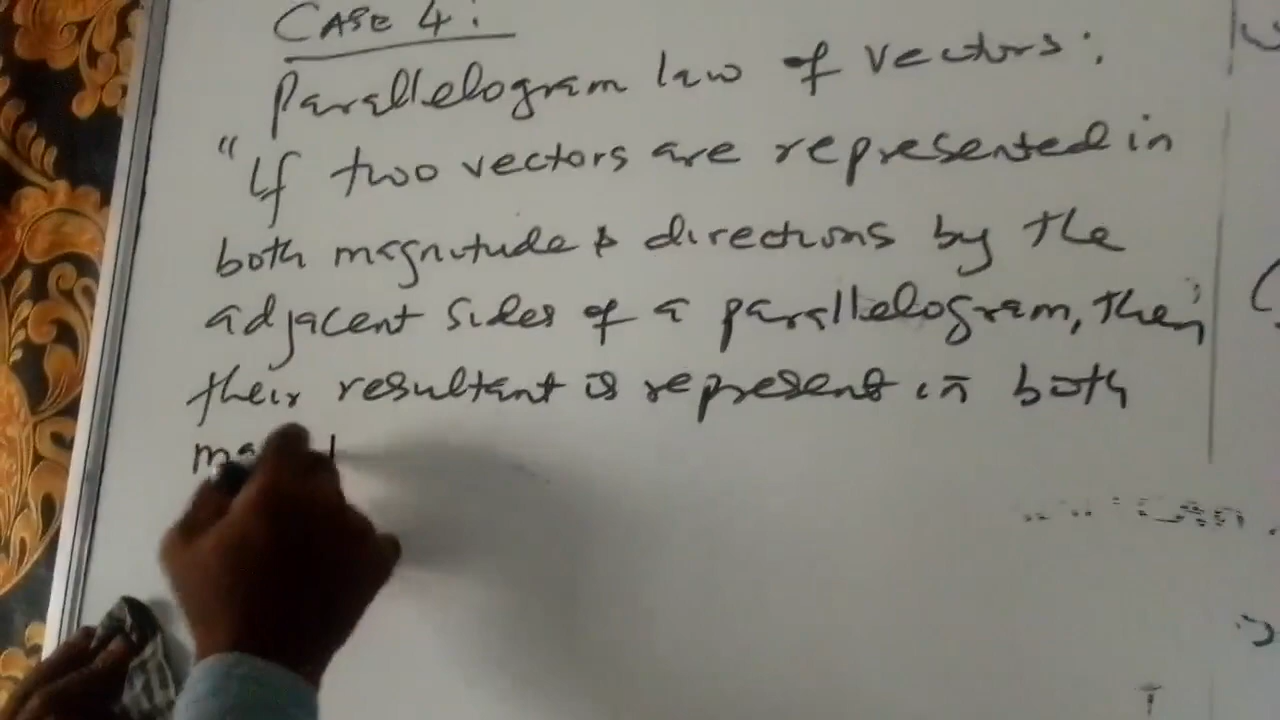 CASE 4:
Parallelogram law of vectors:
"If two vectors are represented in
both magnitude & directions by the
adjacent sides of a parallelogram, then
their resultant is represent in both